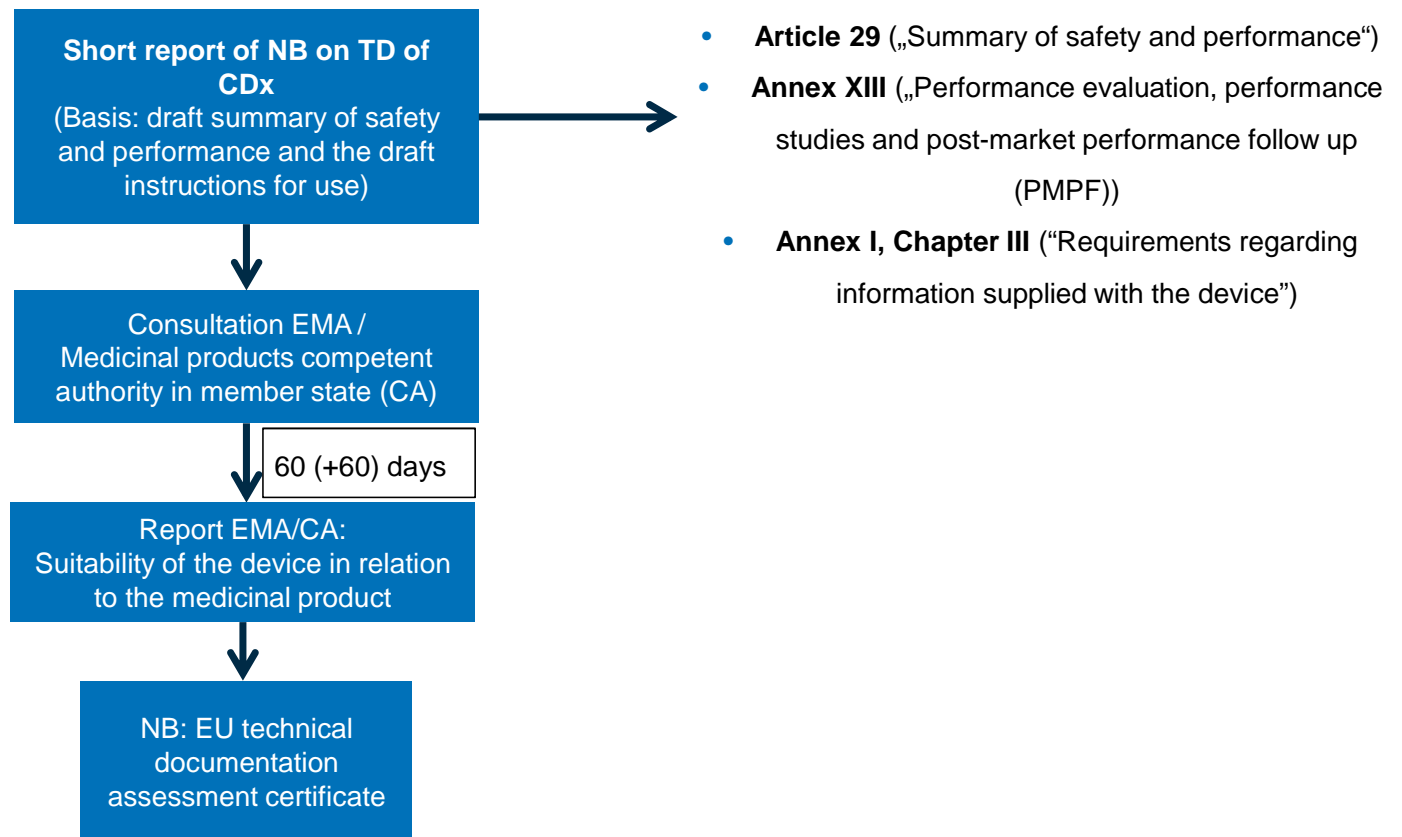 Short report of NB on TD of
CDx
(Basis: draft summary of safety
and performance and the draft
instructions for use)
• Article 29 („Summary of safety and performance“)
• Annex XIII („Performance evaluation, performance
studies and post-market performance follow up
(PMPF))
• Annex I, Chapter III (“Requirements regarding
information supplied with the device”)
Consultation EMA /
Medicinal products competent
authority in member state (CA)
60 (+60) days
Report EMA/CA:
Suitability of the device in relation
to the medicinal product
NB: EU technical
documentation
assessment certificate